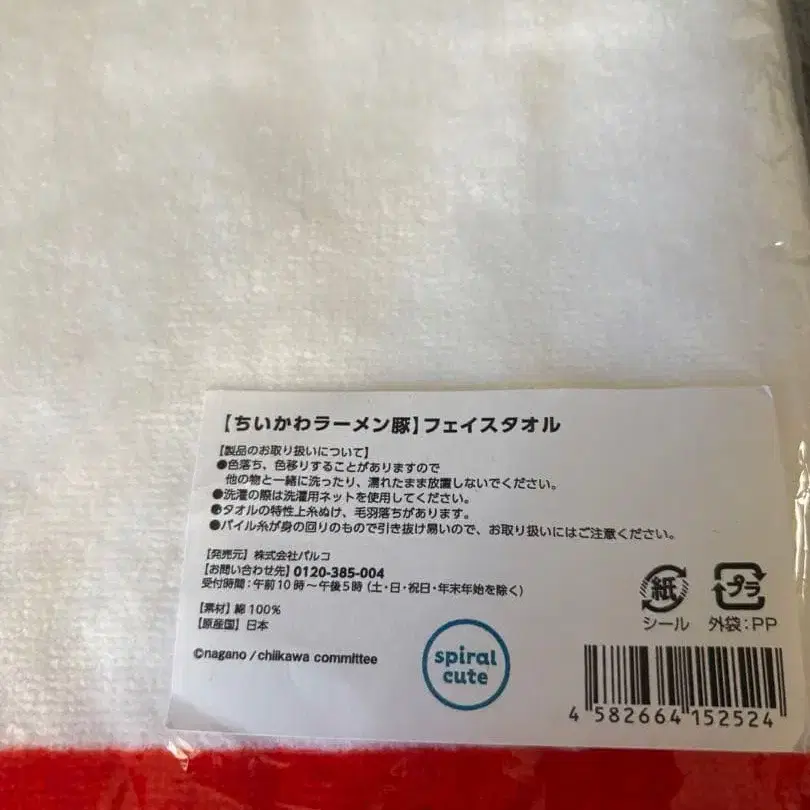 【ちいかわラーメン豚】フェイスタオル
【製品のお取り扱いについて】
●色落ち、色移りすることがありますので
他の物と一緒に洗ったり、濡れたまま放置しないでください。
●洗濯の際は洗濯用ネットを使用してください。
●タオルの特性上糸ぬけ、毛羽落ちがあります。
●パイル糸が身の回りのもので引き抜け易いので、お取り扱いにはご注意ください。
【発売元】株式会社パルコ
【お問い合わせ先】0120-385-004
受付時間:午前10時～午後5時(土・日・祝日・年末年始を除く)
【素材】綿100%
【原産国】日本
©nagano / chiikawa committee
spiral
cute
紙
シール
プラ
外袋:PP
4 582664 152524